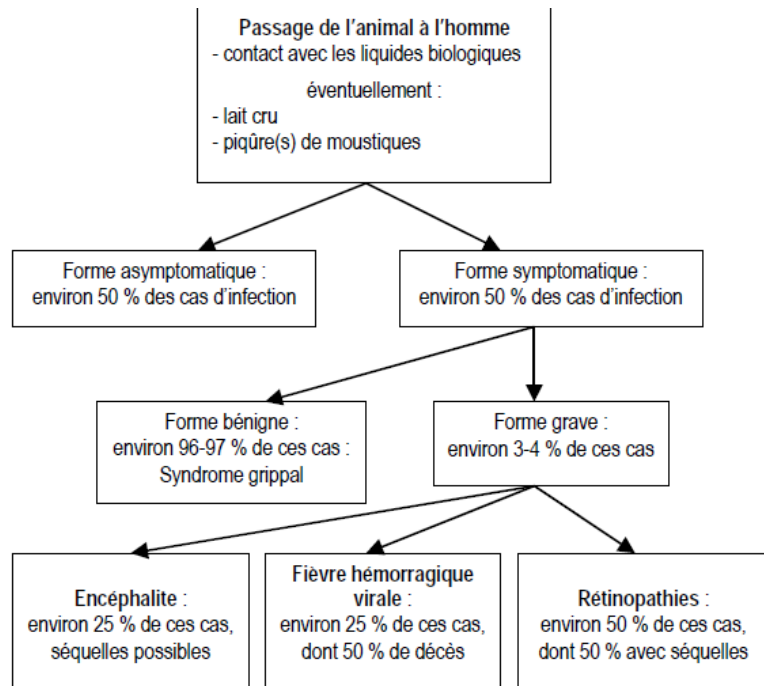 Passage de l'animal à l'homme
- contact avec les liquides biologiques
éventuellement :
- lait cru
- piqûre(s) de moustiques
Forme asymptomatique :
environ 50 % des cas d'infection
Forme symptomatique :
environ 50 % des cas d'infection
Forme bénigne :
environ 96-97 % de ces cas :
Syndrome grippal
Forme grave :
environ 3-4 % de ces cas
Encéphalite :
environ 25 % de ces cas,
séquelles possibles
Fièvre hémorragique
virale :
environ 25 % de ces cas,
dont 50 % de décès
Rétinopathies :
environ 50 % de ces cas,
dont 50 % avec séquelles